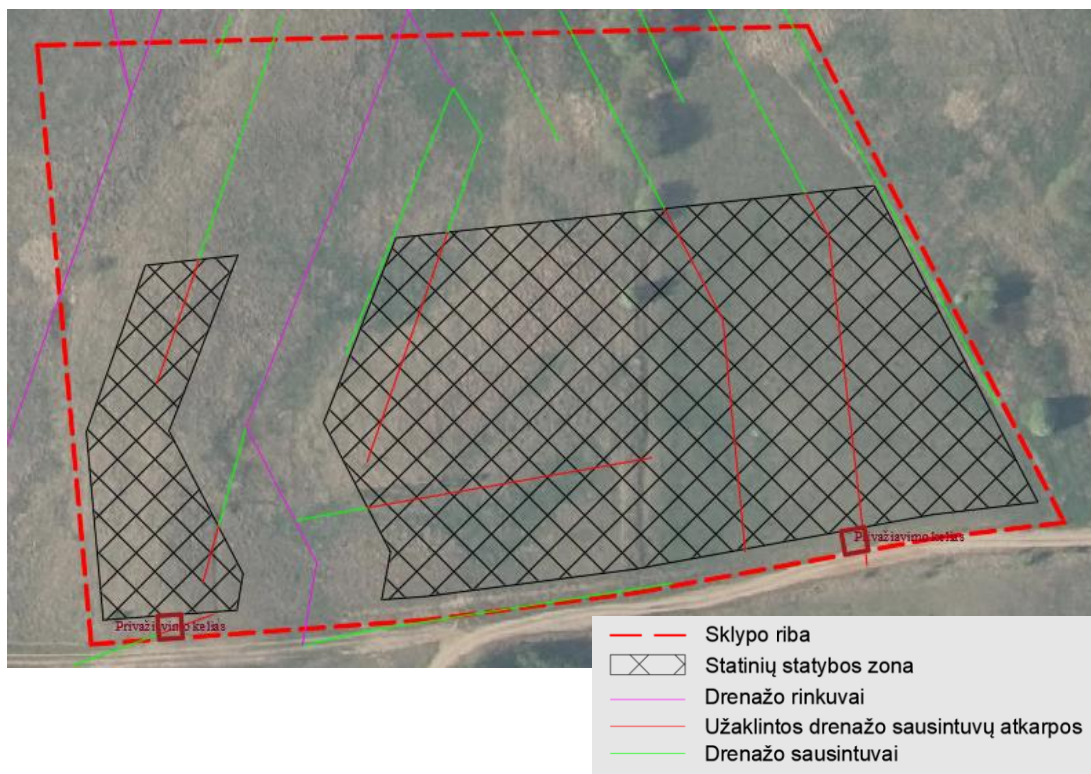 Privažiavimo kelias
Privažiavimo kelias
Sklypo riba
Statinių statybos zona
Drenažo rinkuvai
Užaklintos drenažo sausintuvų atkarpos
Drenažo sausintuvai